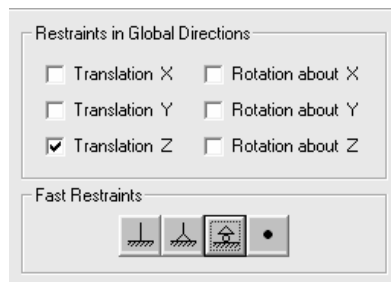 Restraints in Global Directions
Translation X Rotation about X
Translation Y Rotation about Y
Translation Z Rotation about Z
Fast Restraints